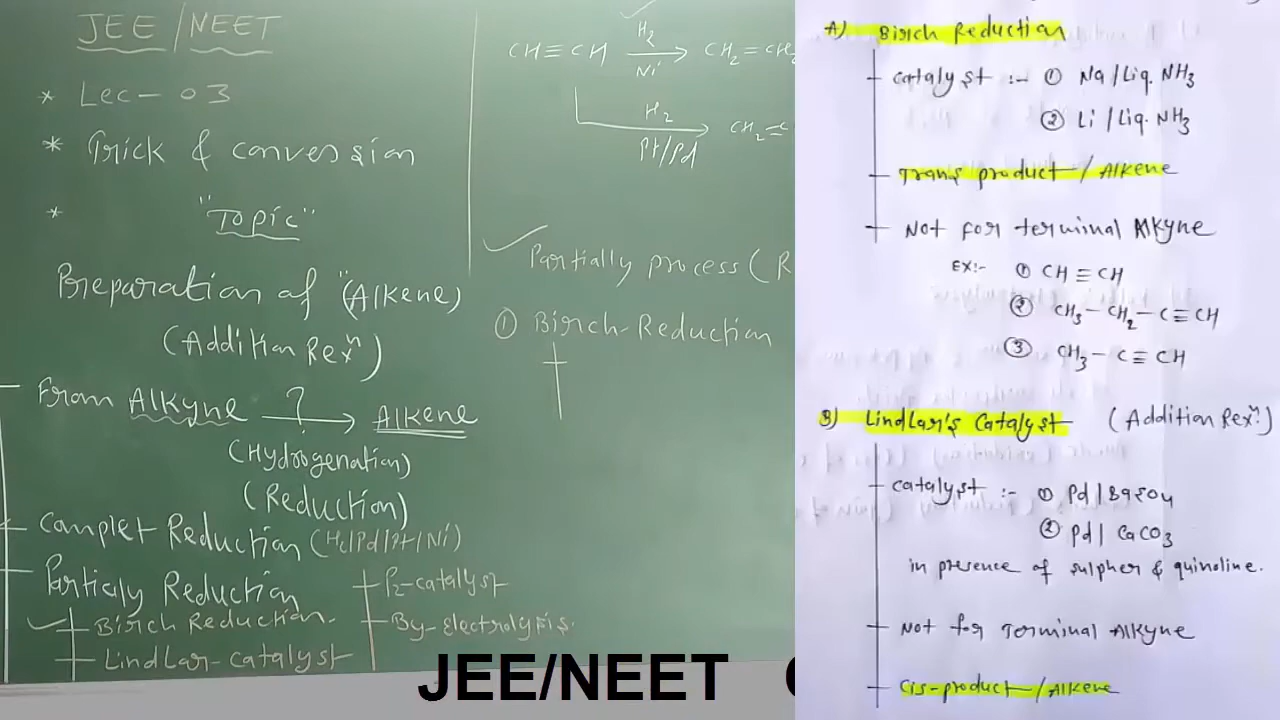 JEE/NEET
* Lec-03
* Trick & convession
* "Topic"
Preparation of "(Alkene)
(Addition Rexn)
From Alkyne ? → Alkene
(Hydrogenation)
(Reduction)
Complet Reduction (H2/Pd/Pt/Ni)
Partialy Reduction
Birch Reduction.
Lindlar-catalyst
P2-catalyst
By-electrolysis.
CH≡CH H2 Ni → CH2=CH2
H2 Pt/Pd → CH2=C
Partially process (R
① Birch-Reduction
A) Birch Reduction
catalyst :- ① Na/Liq. NH3
② Li/Liq. NH3
Trans product/Alkene
Not for terminal Alkyne
EX:- ① CH≡CH
② CH3-CH2-C≡CH
③ CH3-C≡CH
B) Lindlar's Catalyst (Addition Rexn.)
catalyst :- ① Pd/BaSO4
② Pd/CaCO3
in presence of sulpher & quinoline.
Not for Terminal Alkyne
Cis-product/Alkene
JEE/NEET